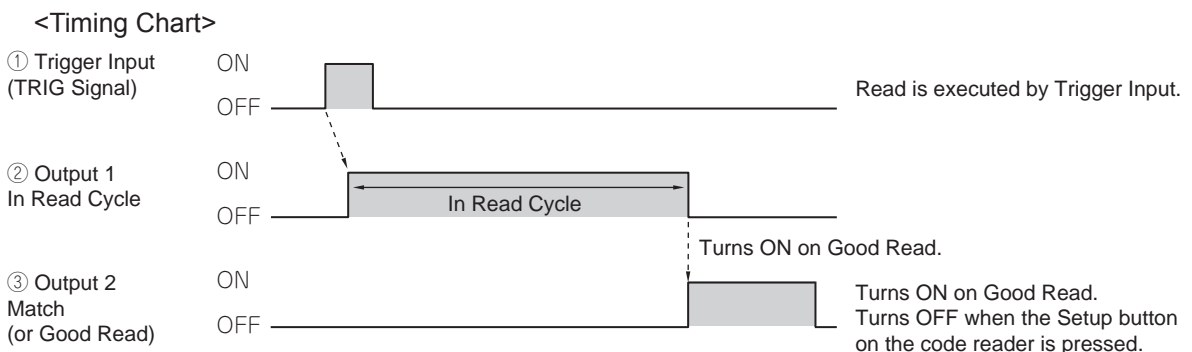 <Timing Chart>
① Trigger Input
(TRIG Signal)
ON
OFF
Read is executed by Trigger Input.
② Output 1
In Read Cycle
ON
OFF
In Read Cycle
Turns ON on Good Read.
③ Output 2
Match
(or Good Read)
ON
OFF
Turns ON on Good Read.
Turns OFF when the Setup button
on the code reader is pressed.